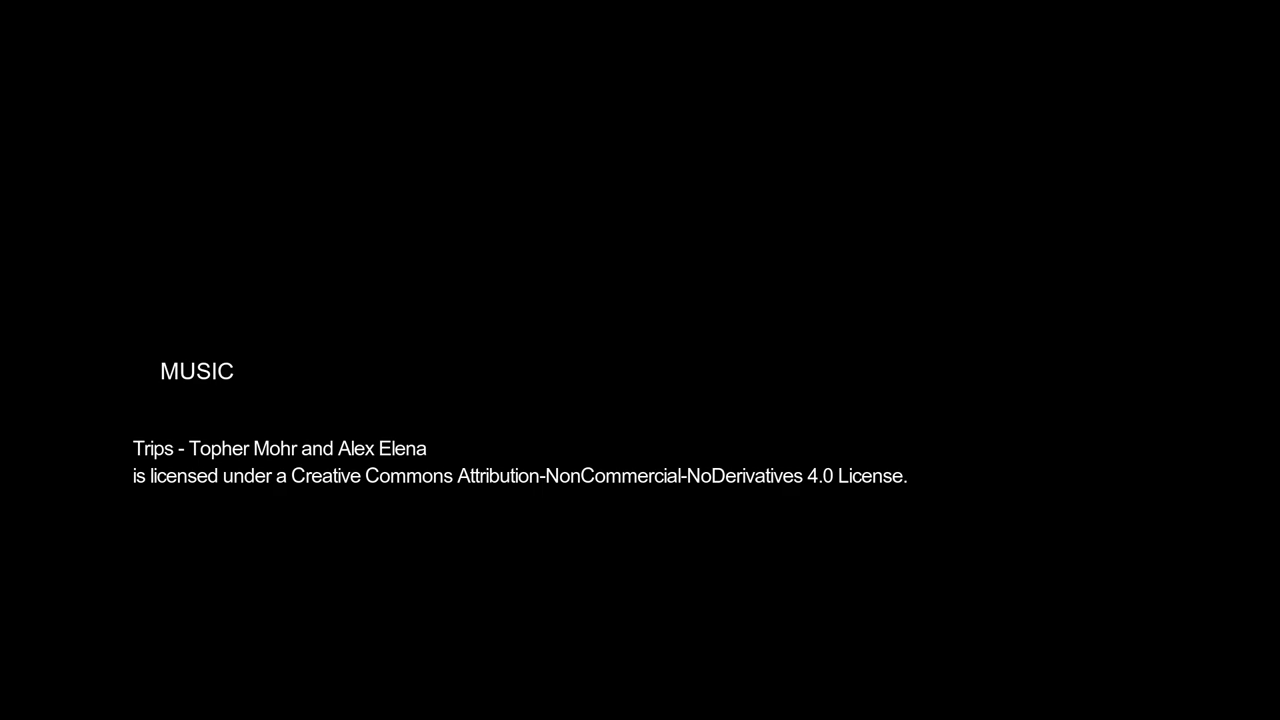 MUSIC
Trips - Topher Mohr and Alex Elena
is licensed under a Creative Commons Attribution-NonCommercial-NoDerivatives 4.0 License.